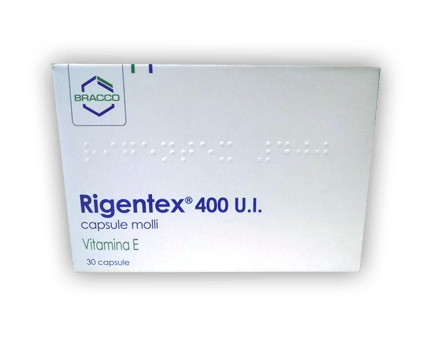 BRACCO
Rigentex® 400 U.I.
capsule molli
Vitamina E
30 capsule